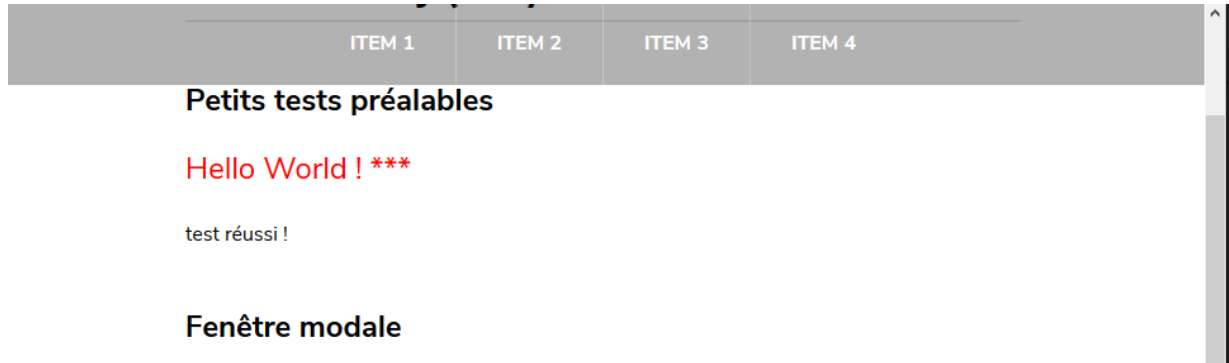 ITEM 1 ITEM 2 ITEM 3 ITEM 4
Petits tests préalables
Hello World ! ***
test réussi !
Fenêtre modale